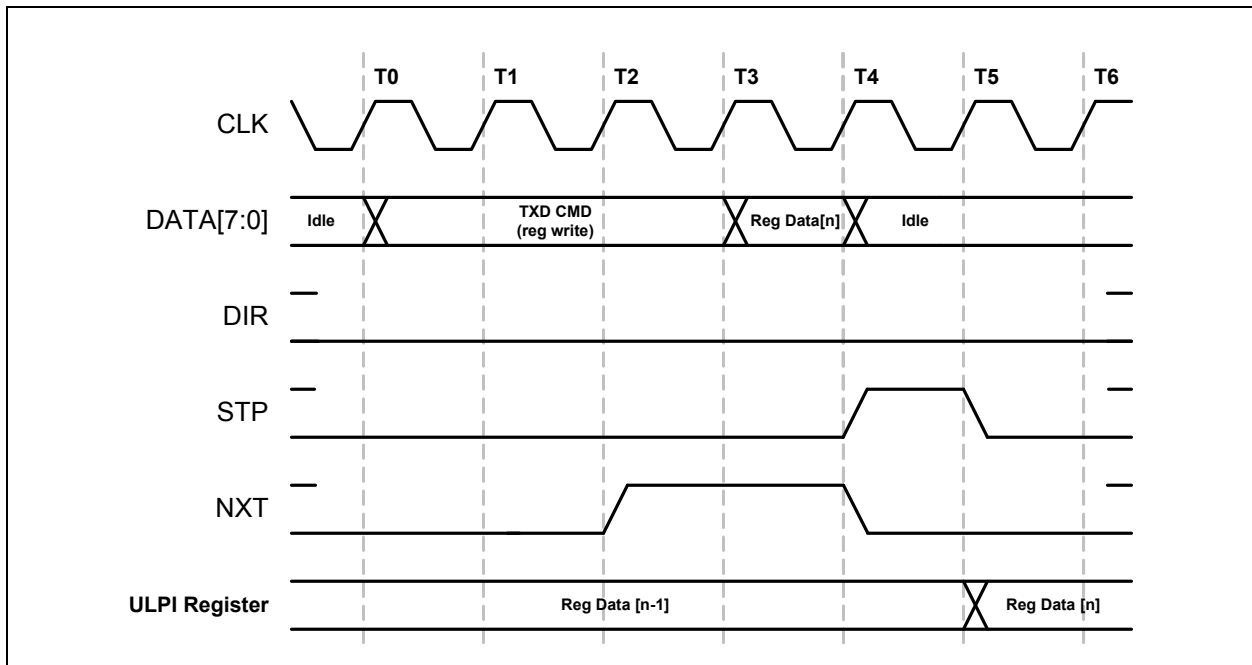 T0 T1 T2 T3 T4 T5 T6
CLK
DATA[7:0]
Idle
TXD CMD
(reg write)
Reg Data[n]
Idle
DIR
STP
NXT
ULPI Register
Reg Data [n-1]
Reg Data [n]